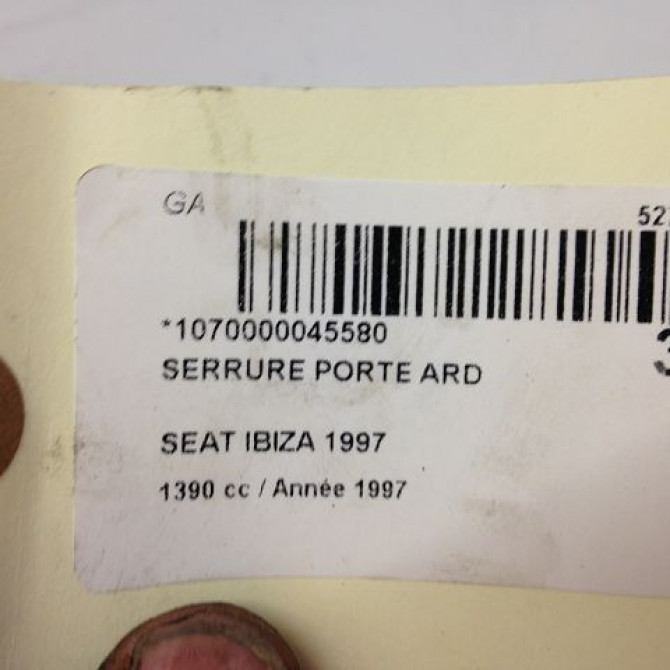 GA
*1070000045580
SERRURE PORTE ARD
SEAT IBIZA 1997
1390 cc / Année 1997